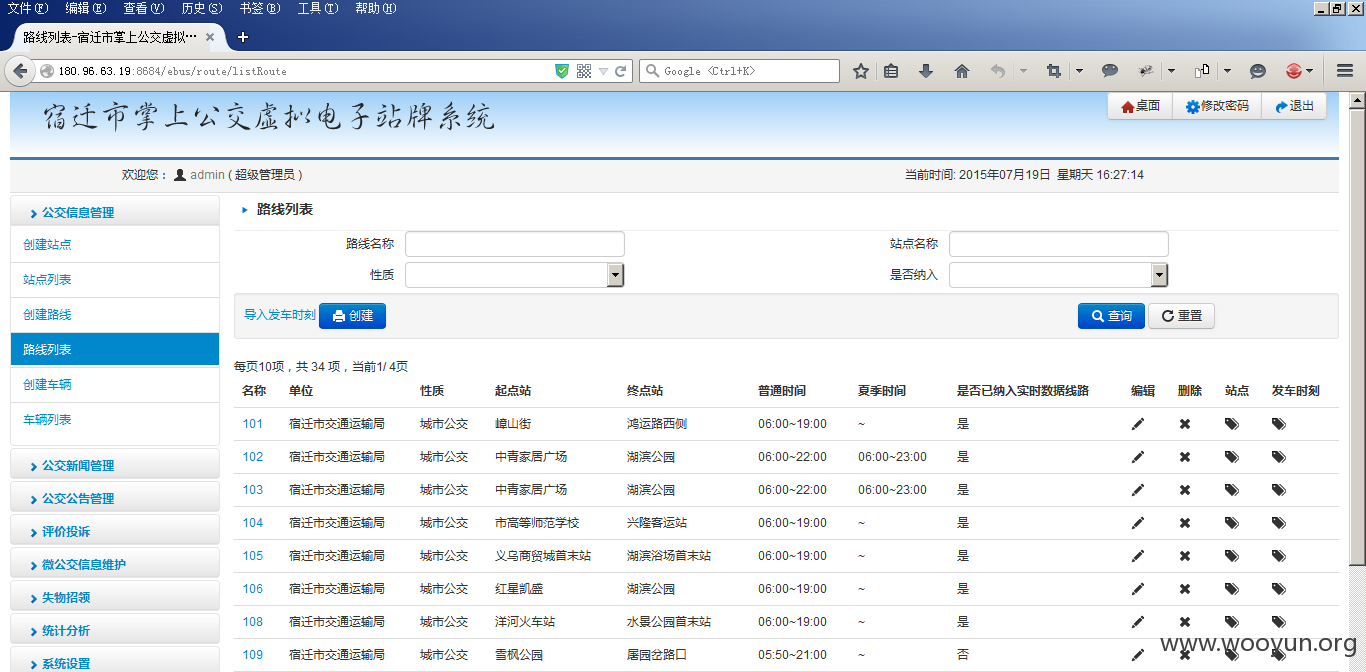 文件(F) 编辑(E) 查看(V) 历史(S) 书签(B) 工具(T) 帮助(H)
路线列表-宿迁市掌上公交虚拟…
180.96.63.19:8684/ebus/route/listRoute
Google <Ctrl+K>
宿迁市掌上公交虚拟电子站牌系统
桌面 修改密码 退出
欢迎您： admin ( 超级管理员 ) 当前时间: 2015年07月19日 星期天 16:27:14
公交信息管理
创建站点
站点列表
创建路线
路线列表
创建车辆
车辆列表
公交新闻管理
公交公告管理
评价投诉
微公交信息维护
失物招领
统计分析
系统设置
路线列表
路线名称 站点名称
性质 是否纳入
导入发车时刻 创建 查询 重置
每页10项，共 34 项，当前1/ 4页
名称 单位 性质 起点站 终点站 普通时间 夏季时间 是否已纳入实时数据线路 编辑 删除 站点 发车时刻
101 宿迁市交通运输局 城市公交 嶂山街 鸿运路西侧 06:00~19:00 ~ 是
102 宿迁市交通运输局 城市公交 中青家居广场 湖滨公园 06:00~22:00 06:00~23:00 是
103 宿迁市交通运输局 城市公交 中青家居广场 湖滨公园 06:00~22:00 06:00~23:00 是
104 宿迁市交通运输局 城市公交 市高等师范学校 兴隆客运站 06:00~19:00 ~ 是
105 宿迁市交通运输局 城市公交 义乌商贸城首末站 湖滨浴场首末站 06:00~19:00 ~ 是
106 宿迁市交通运输局 城市公交 红星凯盛 湖滨公园 06:00~19:00 ~ 是
108 宿迁市交通运输局 城市公交 洋河火车站 水景公园首末站 06:00~19:00 ~ 是
109 宿迁市交通运输局 城市公交 雪枫公园 屠园岔路口 05:50~21:00 ~ 否
www.wooyun.org